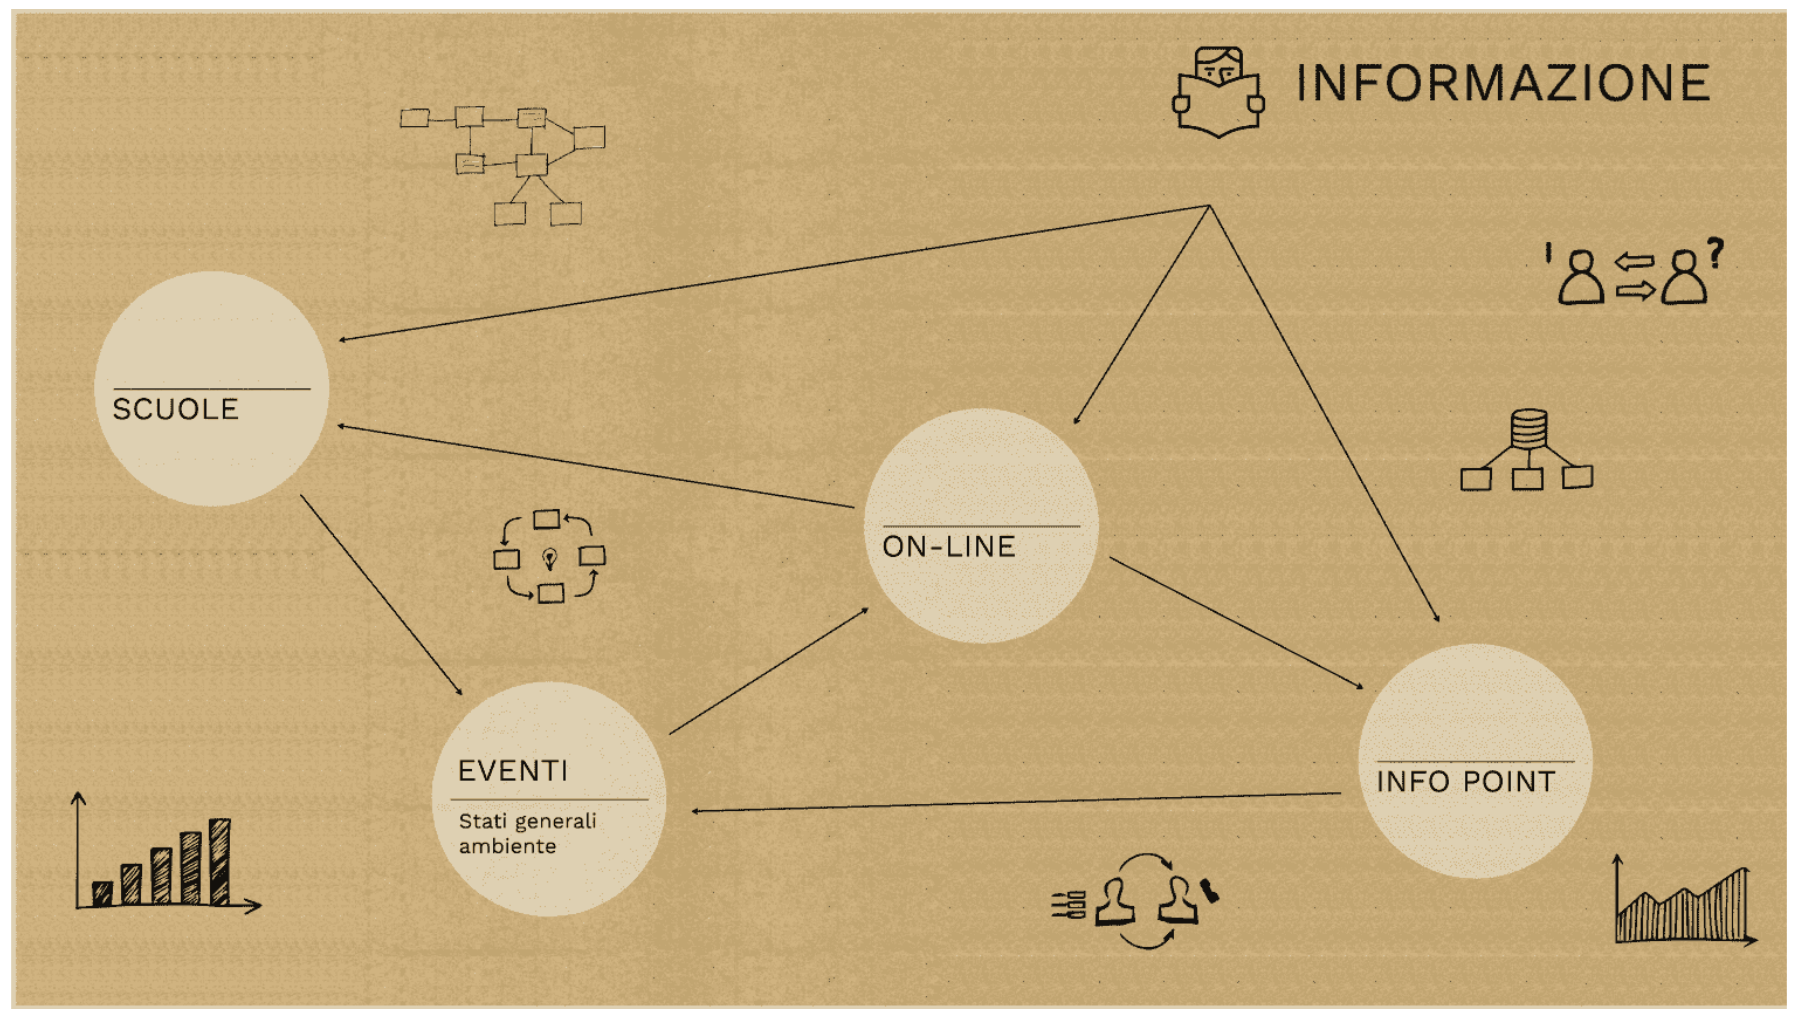 INFORMAZIONE
! ?
SCUOLE
ON-LINE
EVENTI
Stati generali
ambiente
INFO POINT